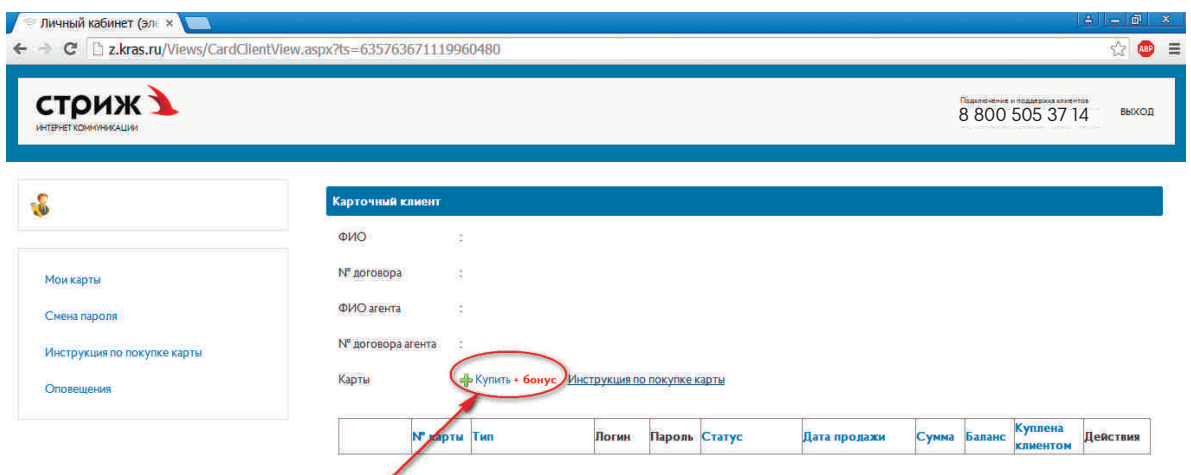 Личный кабинет (эле ×
z.kras.ru/Views/CardClientView.aspx?ts=635763671119960480
ABP
стриж
ИНТЕРНЕТ КОММУНИКАЦИИ
Подключение и поддержка клиентов
8 800 505 37 14
ВЫХОД
Мои карты
Смена пароля
Инструкция по покупке карты
Оповещения
Карточный клиент
ФИО :
№ договора :
ФИО агента :
№ договора агента :
Карты Купить + бонус Инструкция по покупке карты
№ карты Тип Логин Пароль Статус Дата продажи Сумма Баланс Куплена клиентом Действия